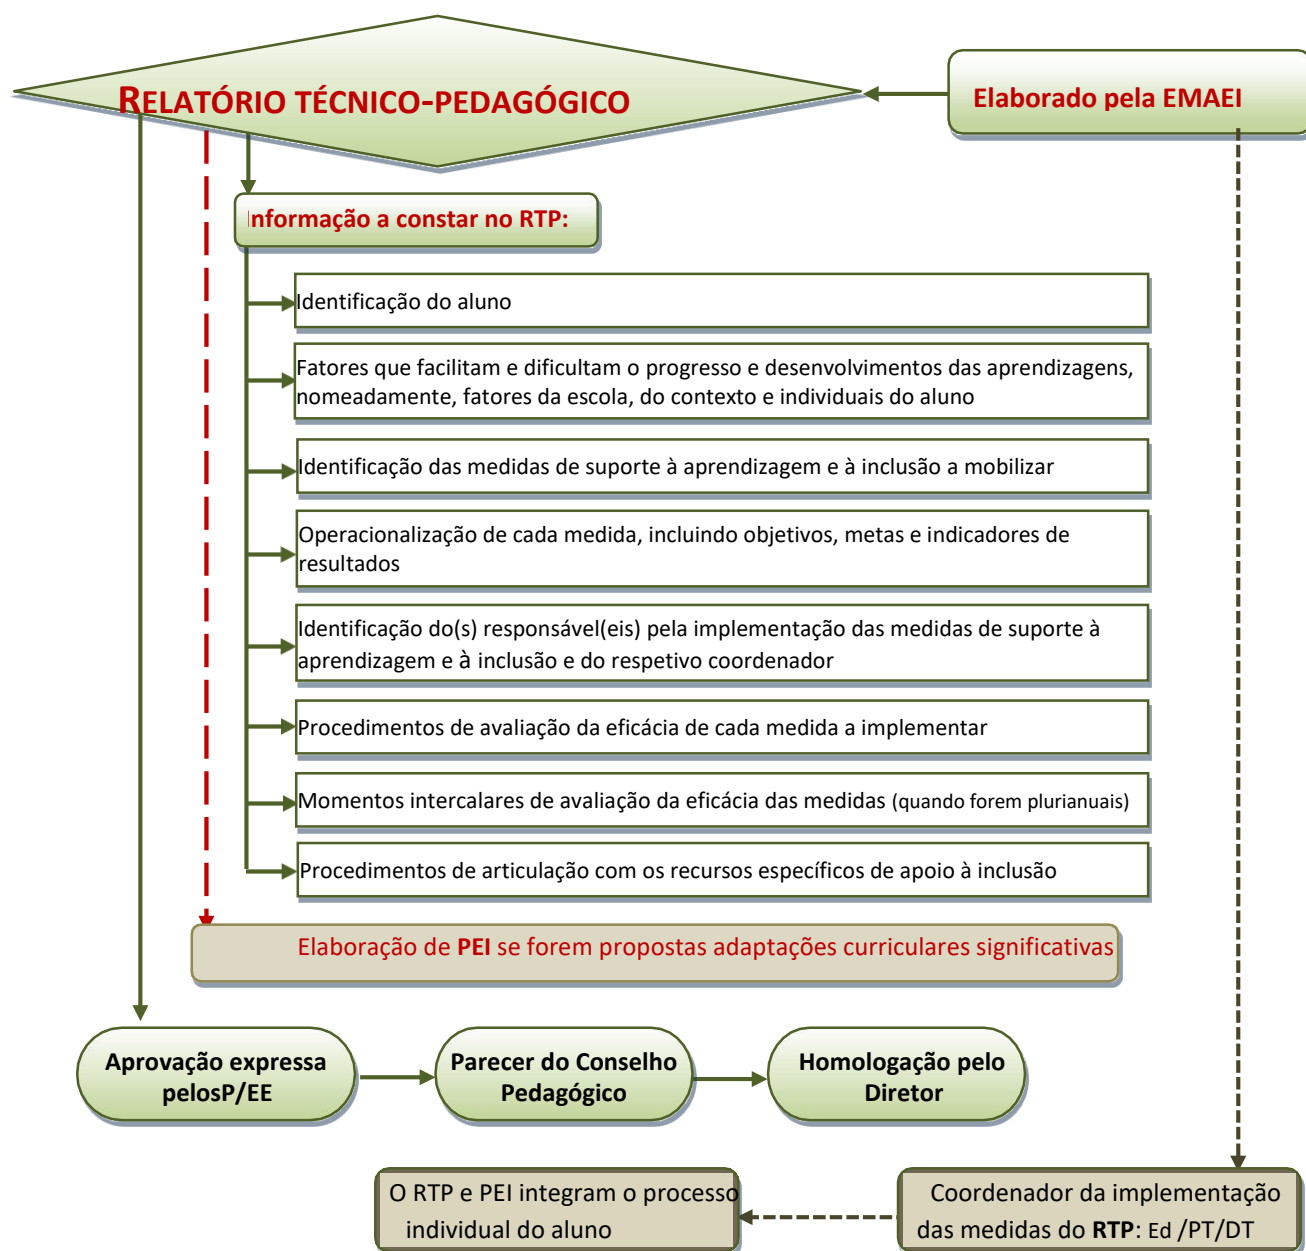 RELATÓRIO TÉCNICO-PEDAGÓGICO
Elaborado pela EMAEI
Informação a constar no RTP:
Identificação do aluno
Fatores que facilitam e dificultam o progresso e desenvolvimentos das aprendizagens,
nomeadamente, fatores da escola, do contexto e individuais do aluno
Identificação das medidas de suporte à aprendizagem e à inclusão a mobilizar
Operacionalização de cada medida, incluindo objetivos, metas e indicadores de
resultados
Identificação do(s) responsável(eis) pela implementação das medidas de suporte à
aprendizagem e à inclusão e do respetivo coordenador
Procedimentos de avaliação da eficácia de cada medida a implementar
Momentos intercalares de avaliação da eficácia das medidas (quando forem plurianuais)
Procedimentos de articulação com os recursos específicos de apoio à inclusão
Elaboração de PEI se forem propostas adaptações curriculares significativas
Aprovação expressa
pelosP/EE
Parecer do Conselho
Pedagógico
Homologação pelo
Diretor
O RTP e PEI integram o processo
individual do aluno
Coordenador da implementação
das medidas do RTP: Ed /PT/DT